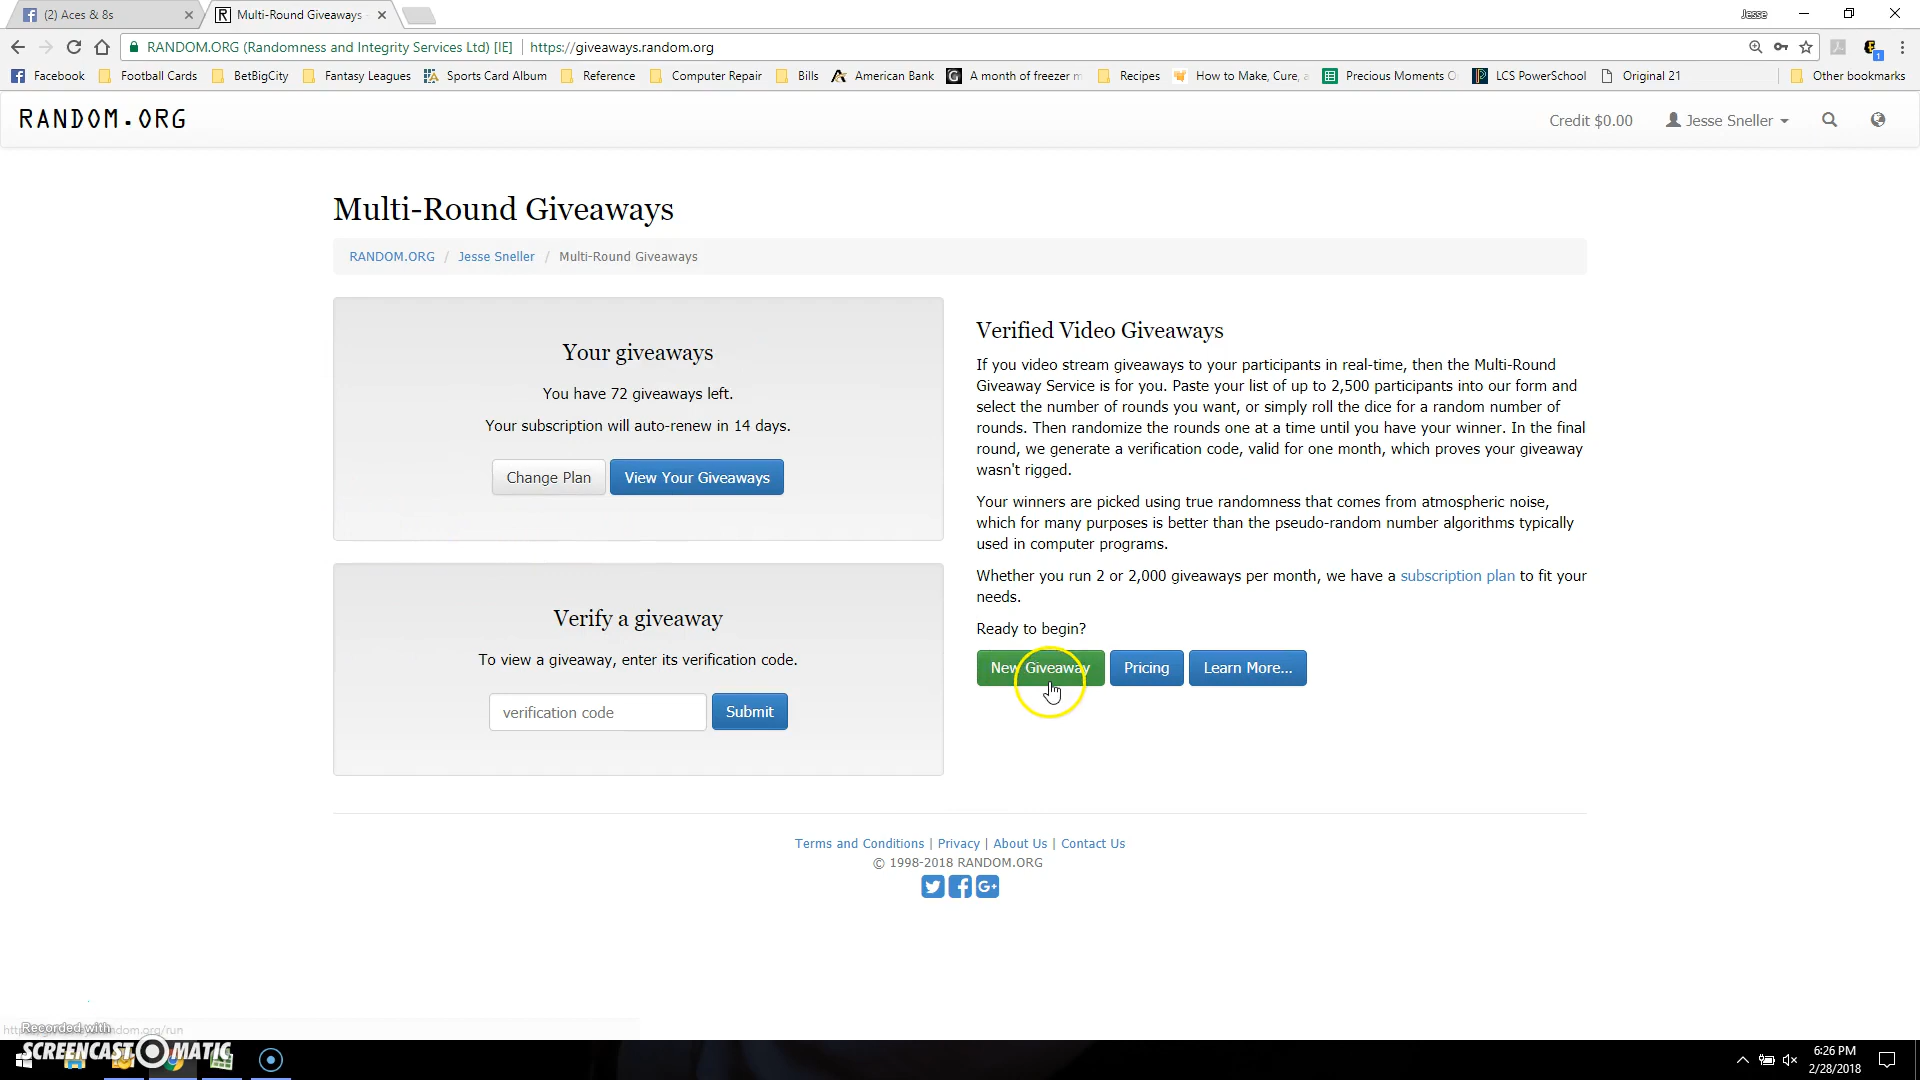 (2) Aces & 8s
Multi-Round Giveaways
Jesse
RANDOM.ORG (Randomness and Integrity Services Ltd) [IE] https://giveaways.random.org
Facebook Football Cards BetBigCity Fantasy Leagues Sports Card Album Reference Computer Repair Bills American Bank A month of freezer m Recipes How to Make, Cure, a Precious Moments O LCS PowerSchool Original 21 Other bookmarks
RANDOM.ORG
Credit $0.00 Jesse Sneller
Multi-Round Giveaways
RANDOM.ORG / Jesse Sneller / Multi-Round Giveaways
Your giveaways
You have 72 giveaways left.
Your subscription will auto-renew in 14 days.
Change Plan View Your Giveaways
Verify a giveaway
To view a giveaway, enter its verification code.
verification code Submit
Verified Video Giveaways
If you video stream giveaways to your participants in real-time, then the Multi-Round
Giveaway Service is for you. Paste your list of up to 2,500 participants into our form and
select the number of rounds you want, or simply roll the dice for a random number of
rounds. Then randomize the rounds one at a time until you have your winner. In the final
round, we generate a verification code, valid for one month, which proves your giveaway
wasn't rigged.
Your winners are picked using true randomness that comes from atmospheric noise,
which for many purposes is better than the pseudo-random number algorithms typically
used in computer programs.
Whether you run 2 or 2,000 giveaways per month, we have a subscription plan to fit your
needs.
Ready to begin?
New Giveaway Pricing Learn More...
Terms and Conditions | Privacy | About Us | Contact Us
© 1998-2018 RANDOM.ORG
Recorded with
SCREENCAST MATIC
6:26 PM
2/28/2018